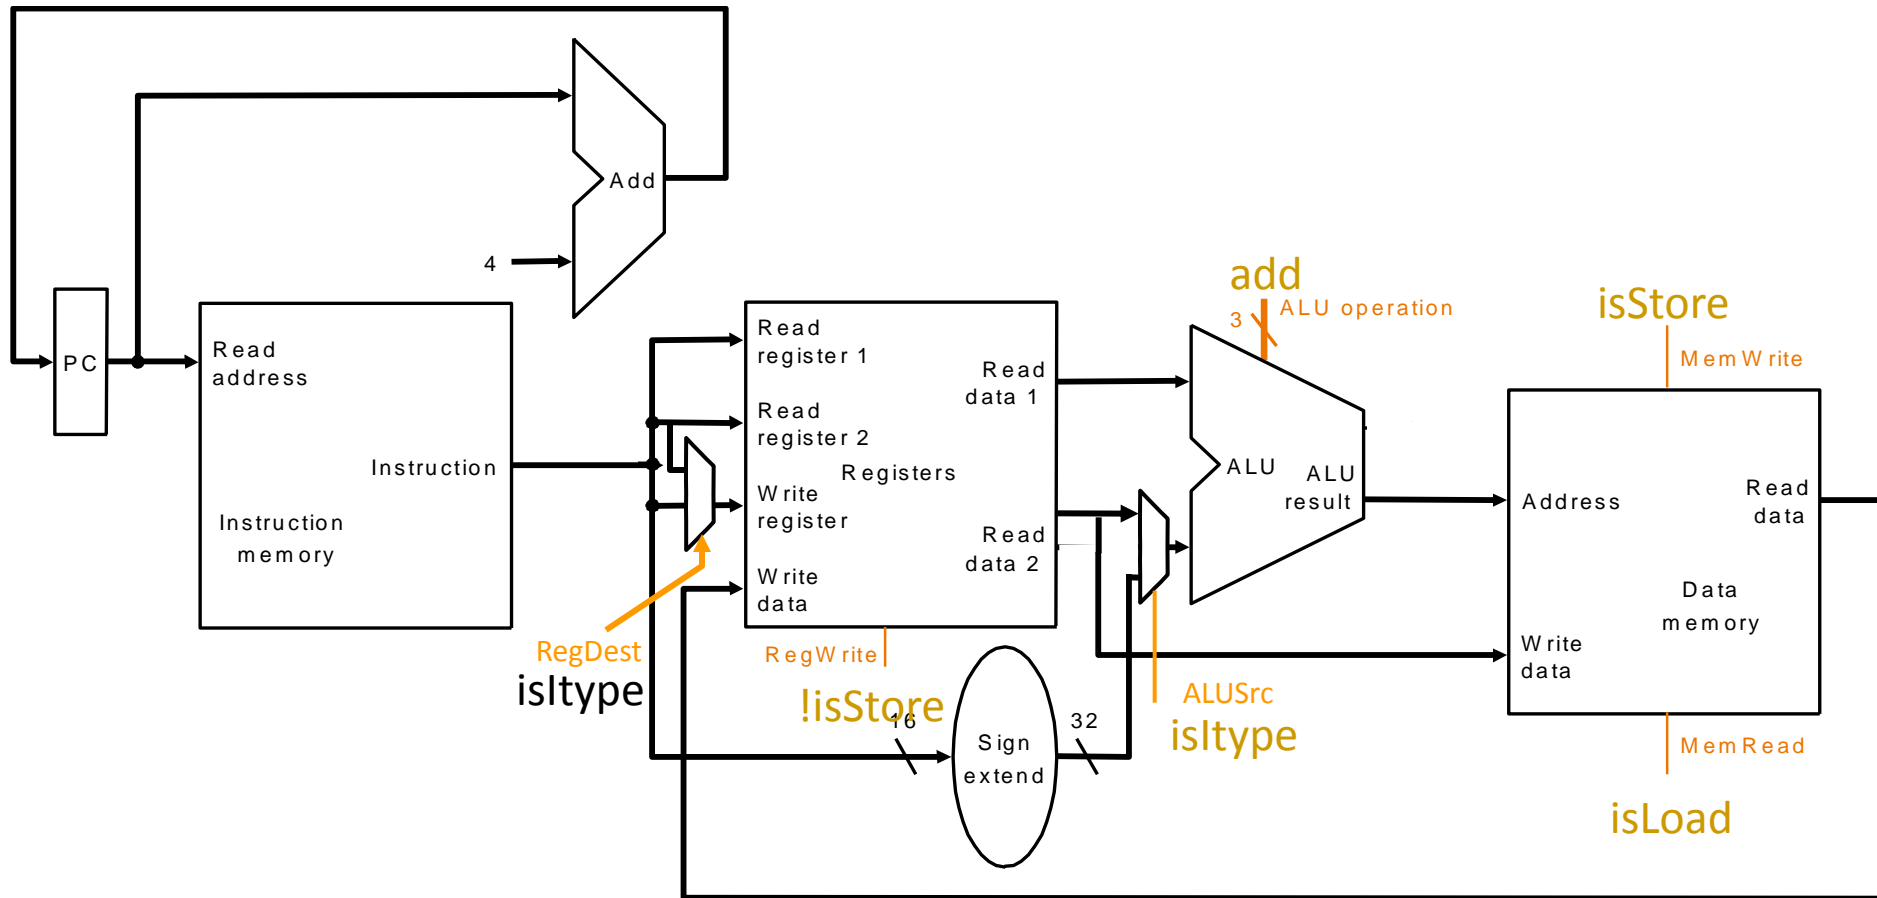 Add
4
add
3
ALU operation
isStore
MemWrite
PC
Read
address
Instruction
Instruction
memory
Read
register 1
Read
register 2
Registers
Write
register
Write
data
Read
data 1
Read
data 2
ALU
ALU
result
Address
Read
data
Data
memory
Write
data
RegDest
isItype
RegWrite
!isStore
16
Sign
extend
32
ALUSrc
isItype
MemRead
isLoad